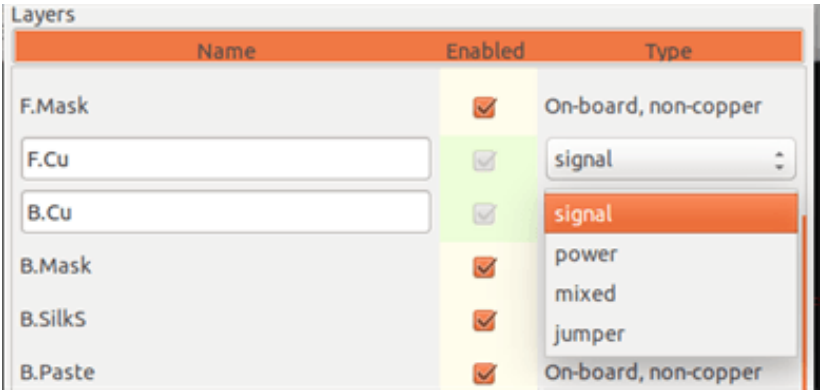 Layers
Name Enabled Type
F.Mask On-board, non-copper
F.Cu signal
B.Cu signal
power
B.Mask mixed
B.SilkS jumper
B.Paste On-board, non-copper